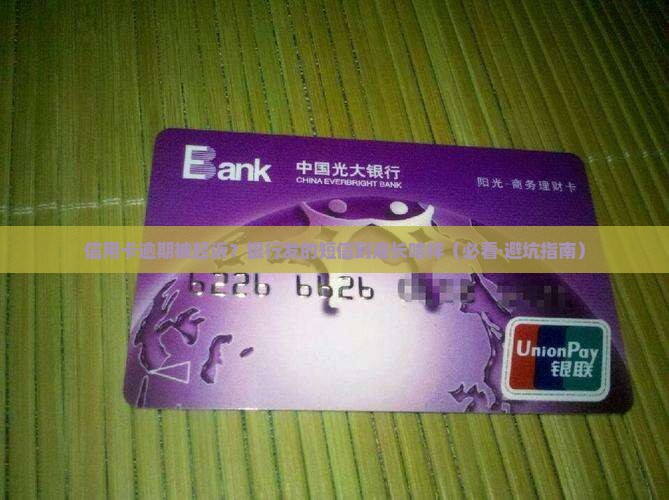 Bank
中国光大银行
CHINA EVERBRIGHT BANK
阳光·商务理财卡
信用卡逾期被起诉？银行发的短信到底长啥样（必看·避坑指南）
6226
UnionPay
银联